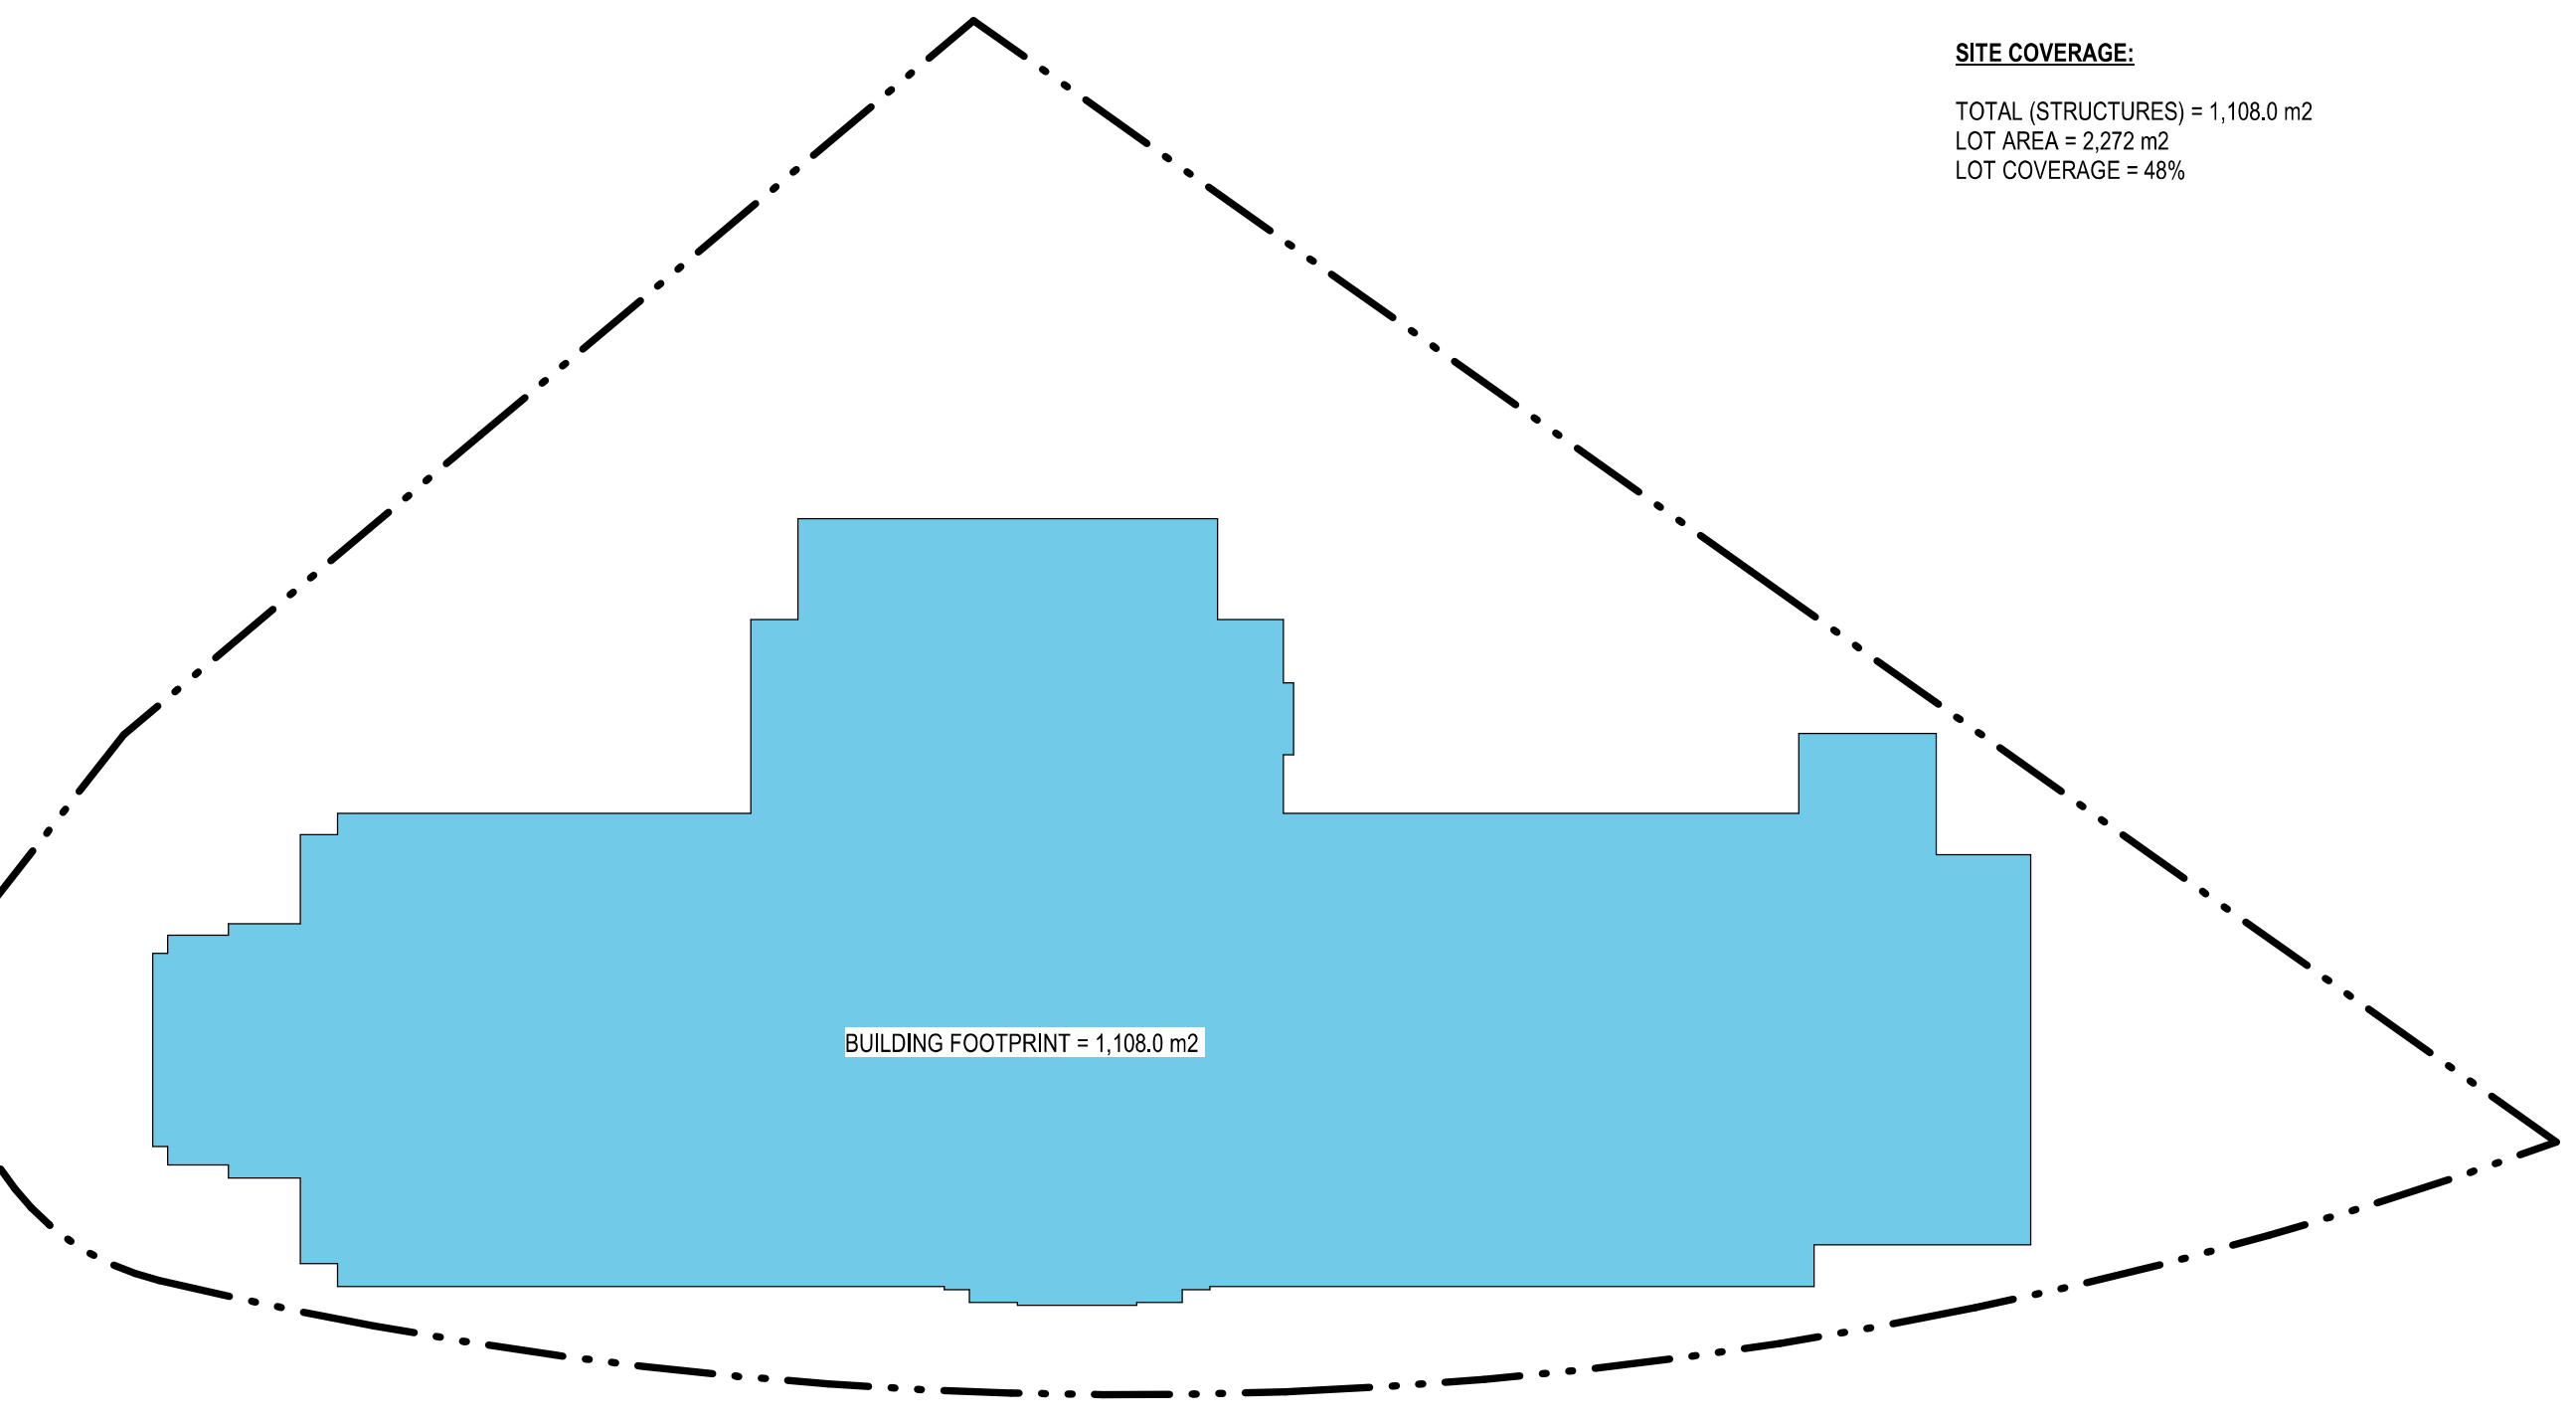 SITE COVERAGE:
TOTAL (STRUCTURES) = 1,108.0 m2
LOT AREA = 2,272 m2
LOT COVERAGE = 48%
BUILDING FOOTPRINT = 1,108.0 m2